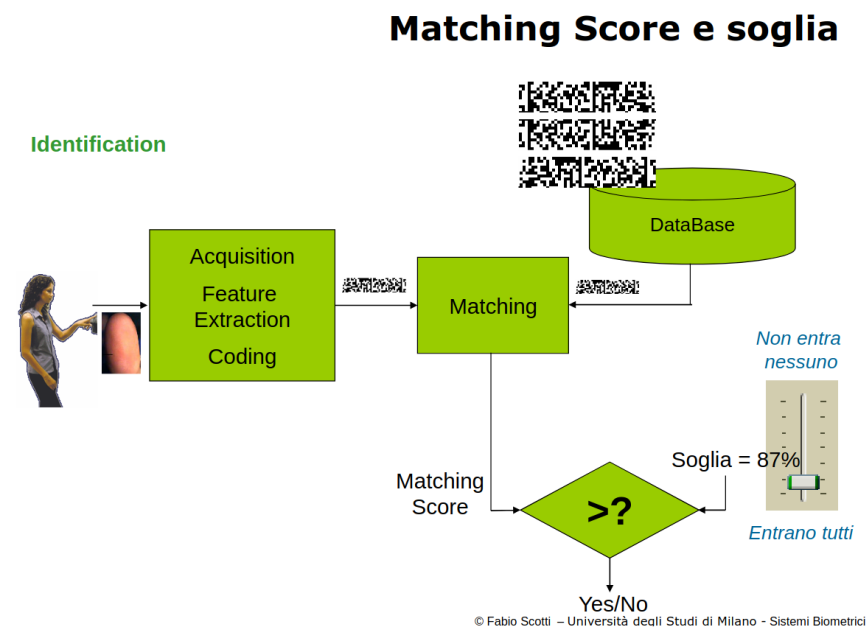 Matching Score e soglia
Identification
DataBase
Acquisition
Feature
Extraction
Coding
Matching
Non entra
nessuno
Soglia = 87%
Matching
Score
>?
Entrano tutti
Yes/No
© Fabio Scotti – Università degli Studi di Milano - Sistemi Biometrici